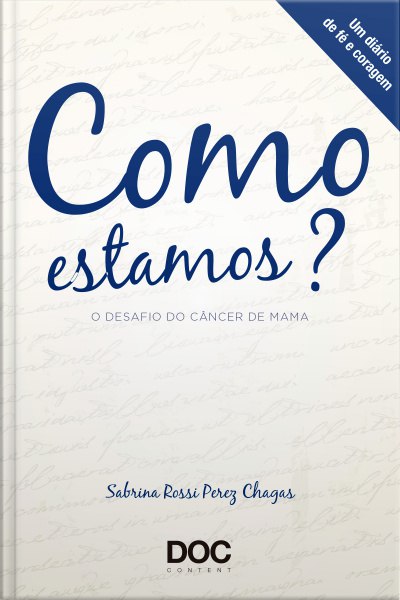 Um diário
de fé e coragem
Como
estamos?
O DESAFIO DO CÂNCER DE MAMA
Sabrina Rossi Perez Chagas
DOC
CONTENT